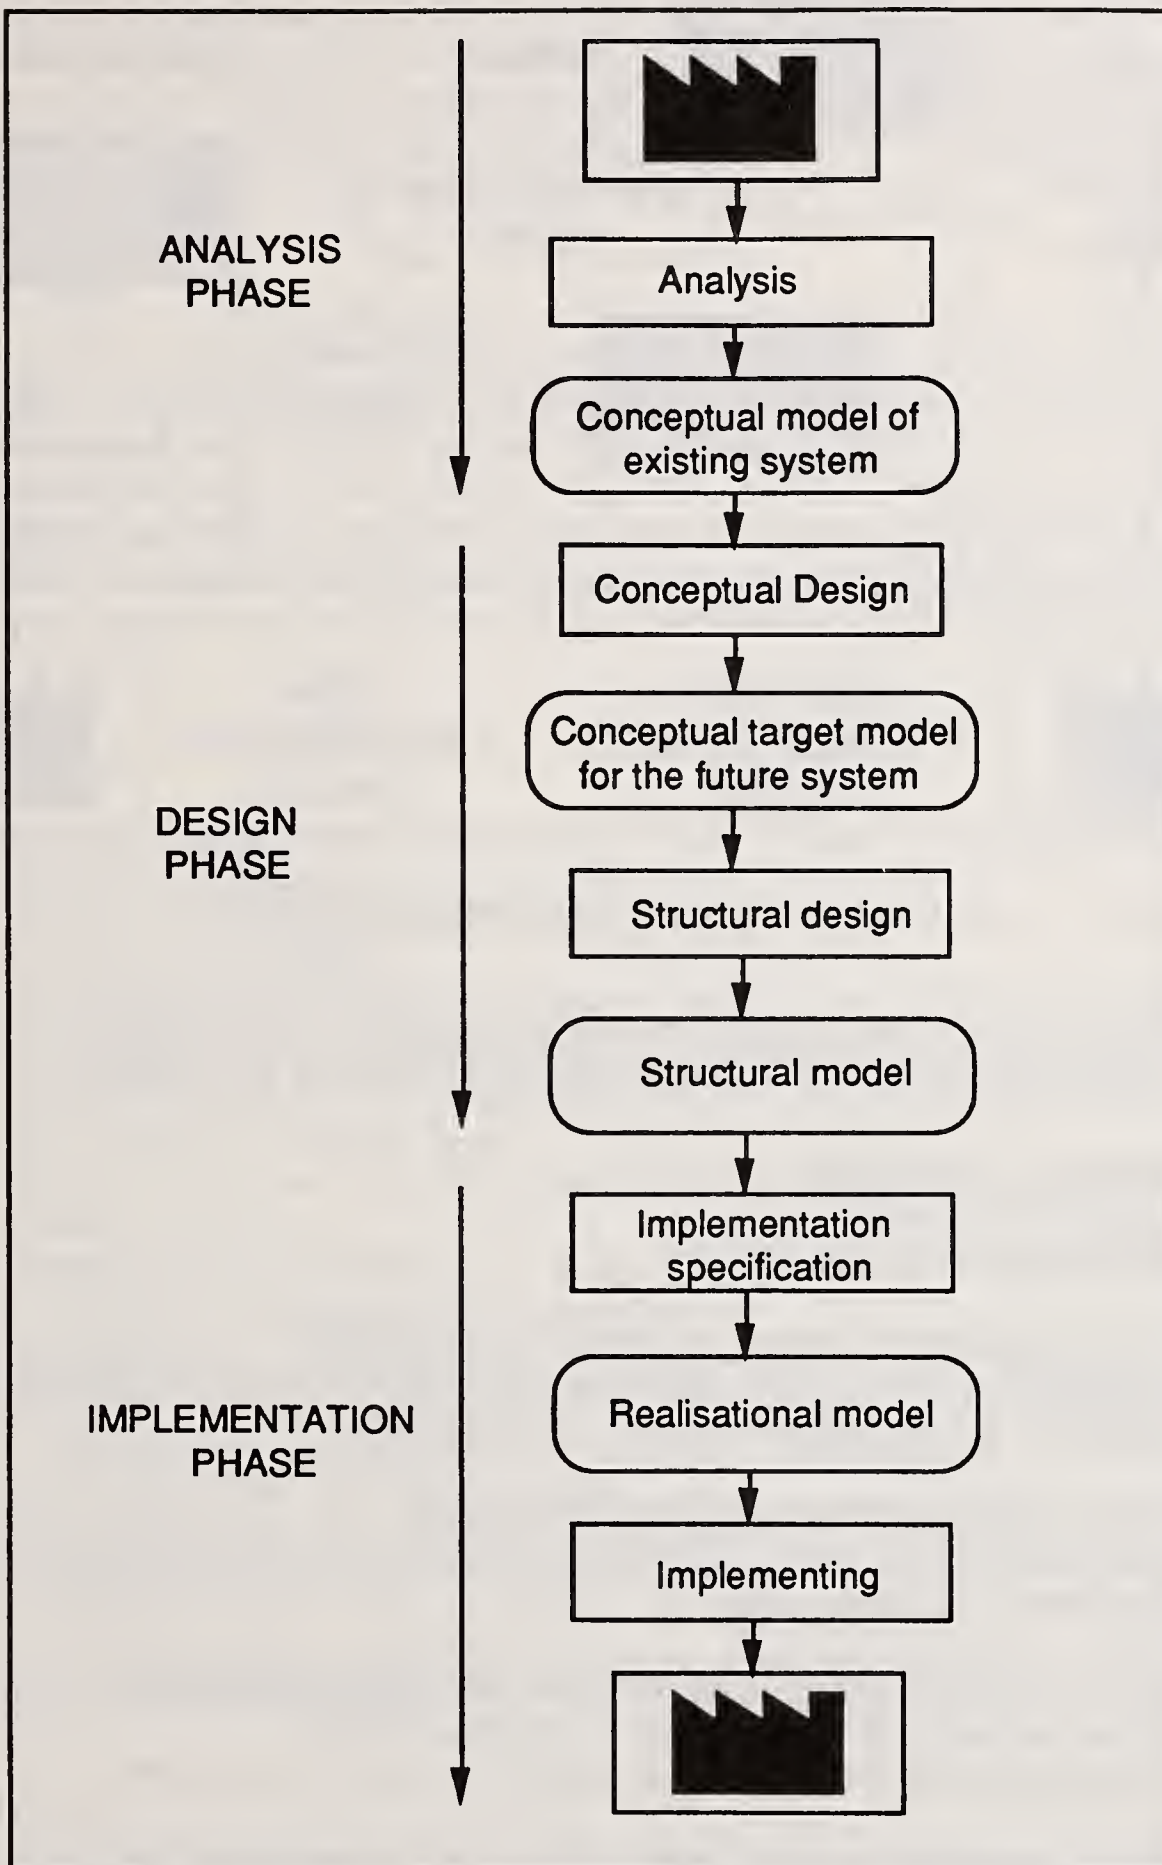 ANALYSIS
PHASE
Analysis
Conceptual model of
existing system
Conceptual Design
Conceptual target model
for the future system
DESIGN
PHASE
Structural design
Structural model
Implementation
specification
IMPLEMENTATION
PHASE
Realisational model
Implementing